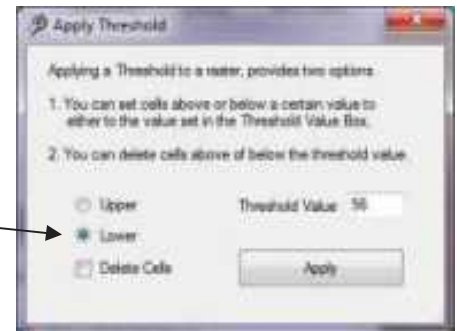 Apply Threshold
Applying a Threshold to a raster, provides two options
1. You can set cells above or below a certain value to
either to the value set in the Threshold Value Box.
2. You can delete cells above of below the threshold value.
Upper
Threshold Value 56
Lower
Delete Cells
Apply